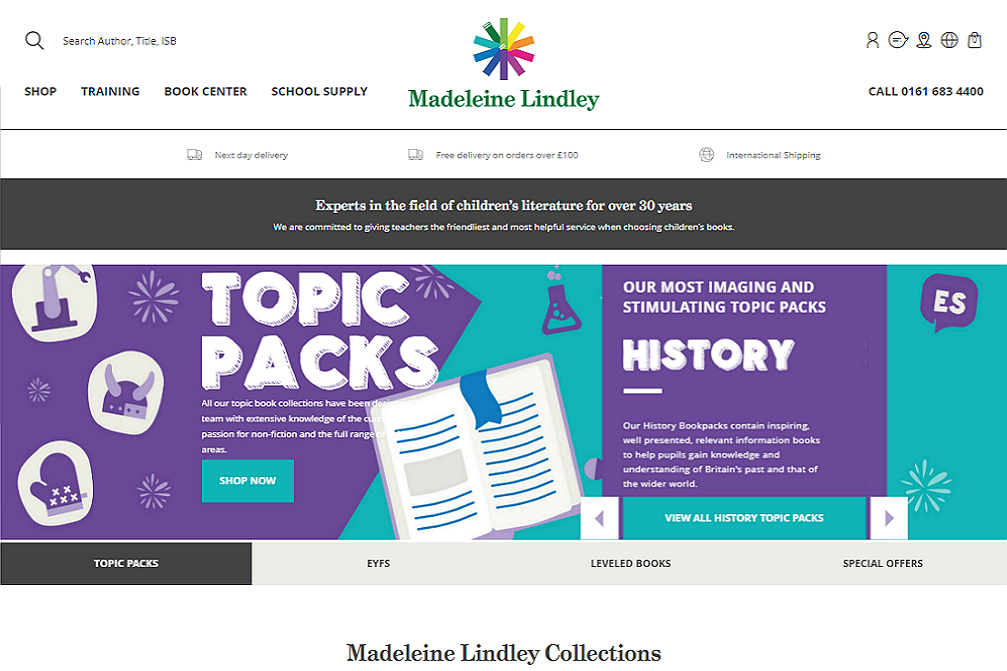 Search Author, Title, ISB
SHOP
TRAINING
BOOK CENTER
SCHOOL SUPPLY
Madeleine Lindley
CALL 0161 683 4400
Next day delivery
Free delivery on orders over £100
International Shipping
Experts in the field of children's literature for over 30 years
We are committed to giving teachers the friendliest and most helpful service when choosing children's books.
TOPIC
PACKS
All our topic book collections have been
team with extensive knowledge of the
passion for non-fiction and the full range
areas.
SHOP NOW
OUR MOST IMAGING AND
STIMULATING TOPIC PACKS
HISTORY
Our History Bookpacks contain inspiring,
well presented, relevant information books
to help pupils gain knowledge and
understanding of Britain's past and that of
the wider world.
VIEW ALL HISTORY TOPIC PACKS
ES
TOPIC PACKS
EYFS
LEVELED BOOKS
SPECIAL OFFERS
Madeleine Lindley Collections